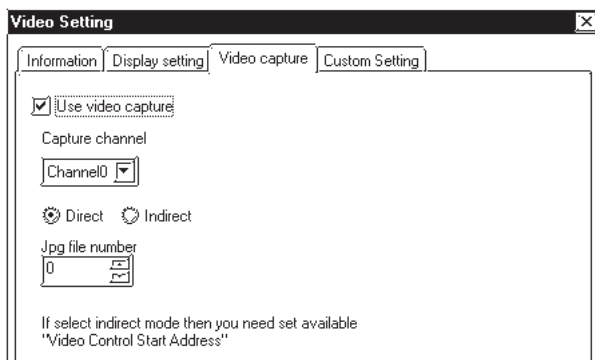 Video Setting
Information Display setting Video capture Custom Setting
Use video capture
Capture channel
Channel0
Direct Indirect
Jpg file number
0
If select indirect mode then you need set available
"Video Control Start Address"